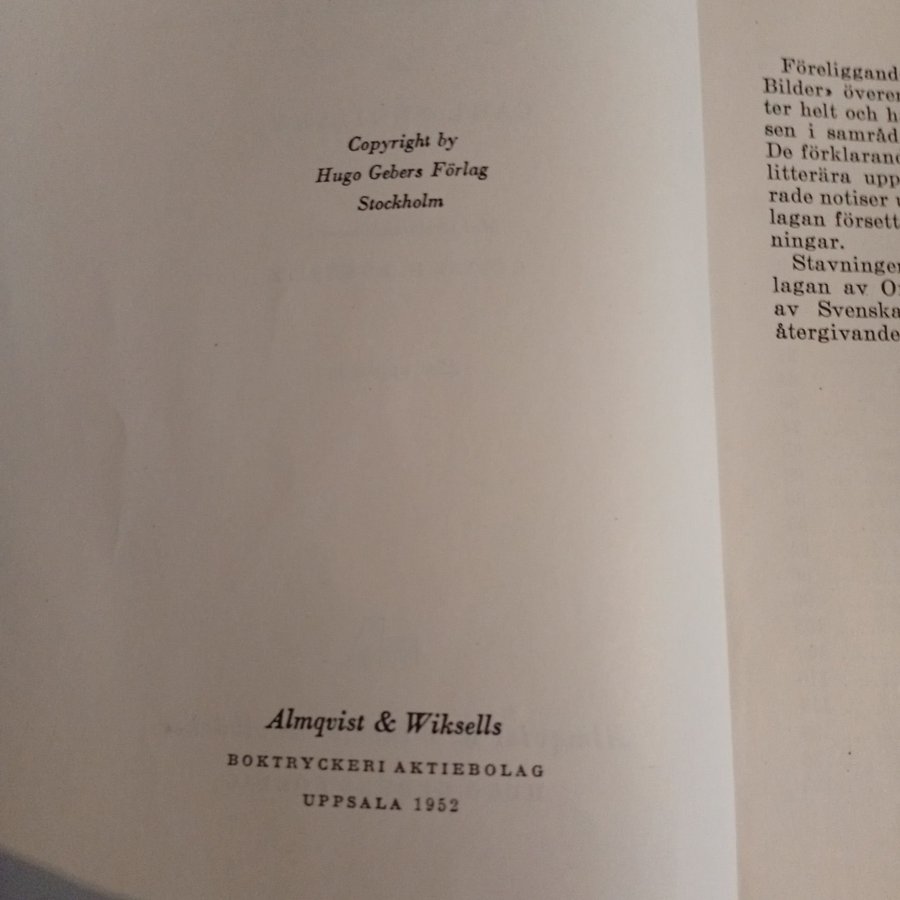 Copyright by
Hugo Gebers Förlag
Stockholm
Almqvist & Wiksells
BOKTRYCKERI AKTIEBOLAG
UPPSALA 1952
Föreliggand
Bilder» överen
ter helt och h
sen i samråd
De förklarand
litterära upp
rade notiser
lagan försett
ningar.
Stavningen
lagan av
av Svenska
återgivande